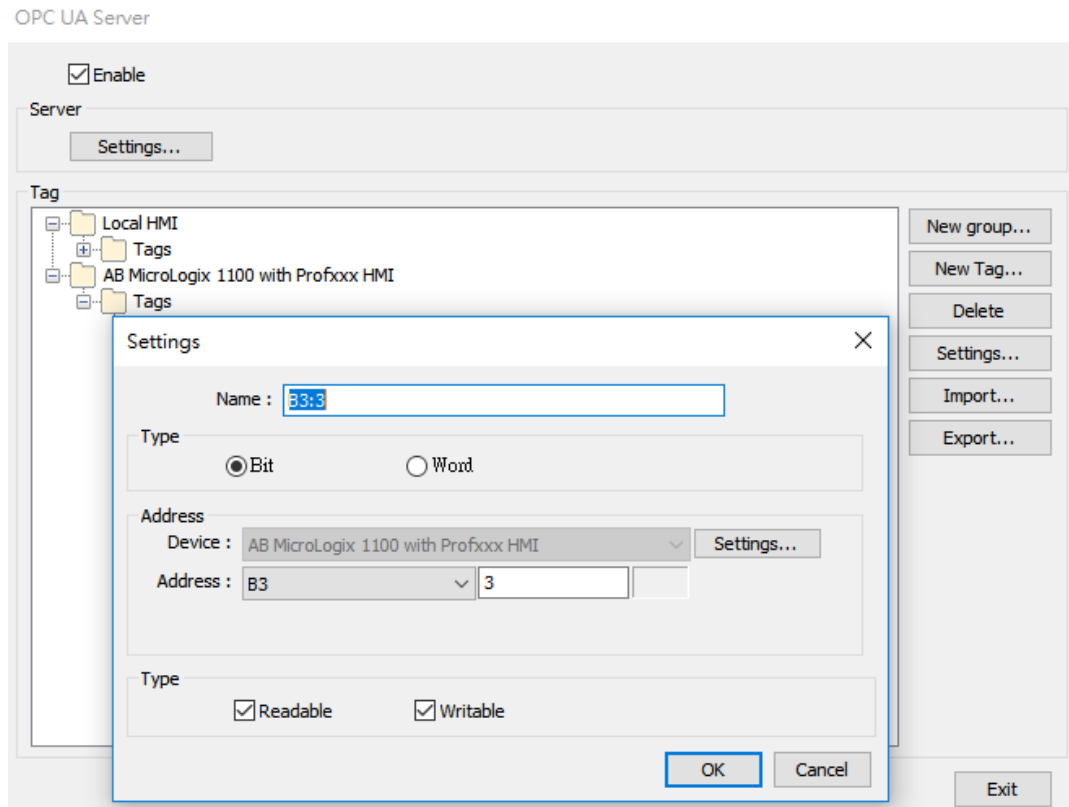 OPC UA Server
Enable
Server
Settings...
Tag
Local HMI
Tags
AB MicroLogix 1100 with Profxxx HMI
Tags
New group...
New Tag...
Delete
Settings...
Import...
Export...
Settings
Name : B3:3
Type
Bit Word
Address
Device : AB MicroLogix 1100 with Profxxx HMI Settings...
Address : B3 3
Type
Readable Writable
OK Cancel
Exit